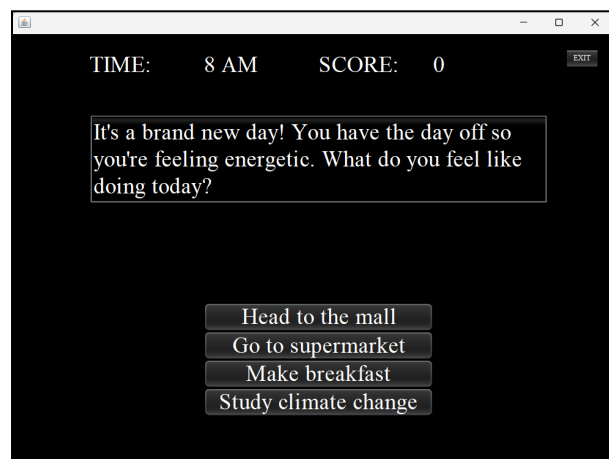 TIME: 8 AM SCORE: 0 EXIT
It's a brand new day! You have the day off so
you're feeling energetic. What do you feel like
doing today?
Head to the mall
Go to supermarket
Make breakfast
Study climate change